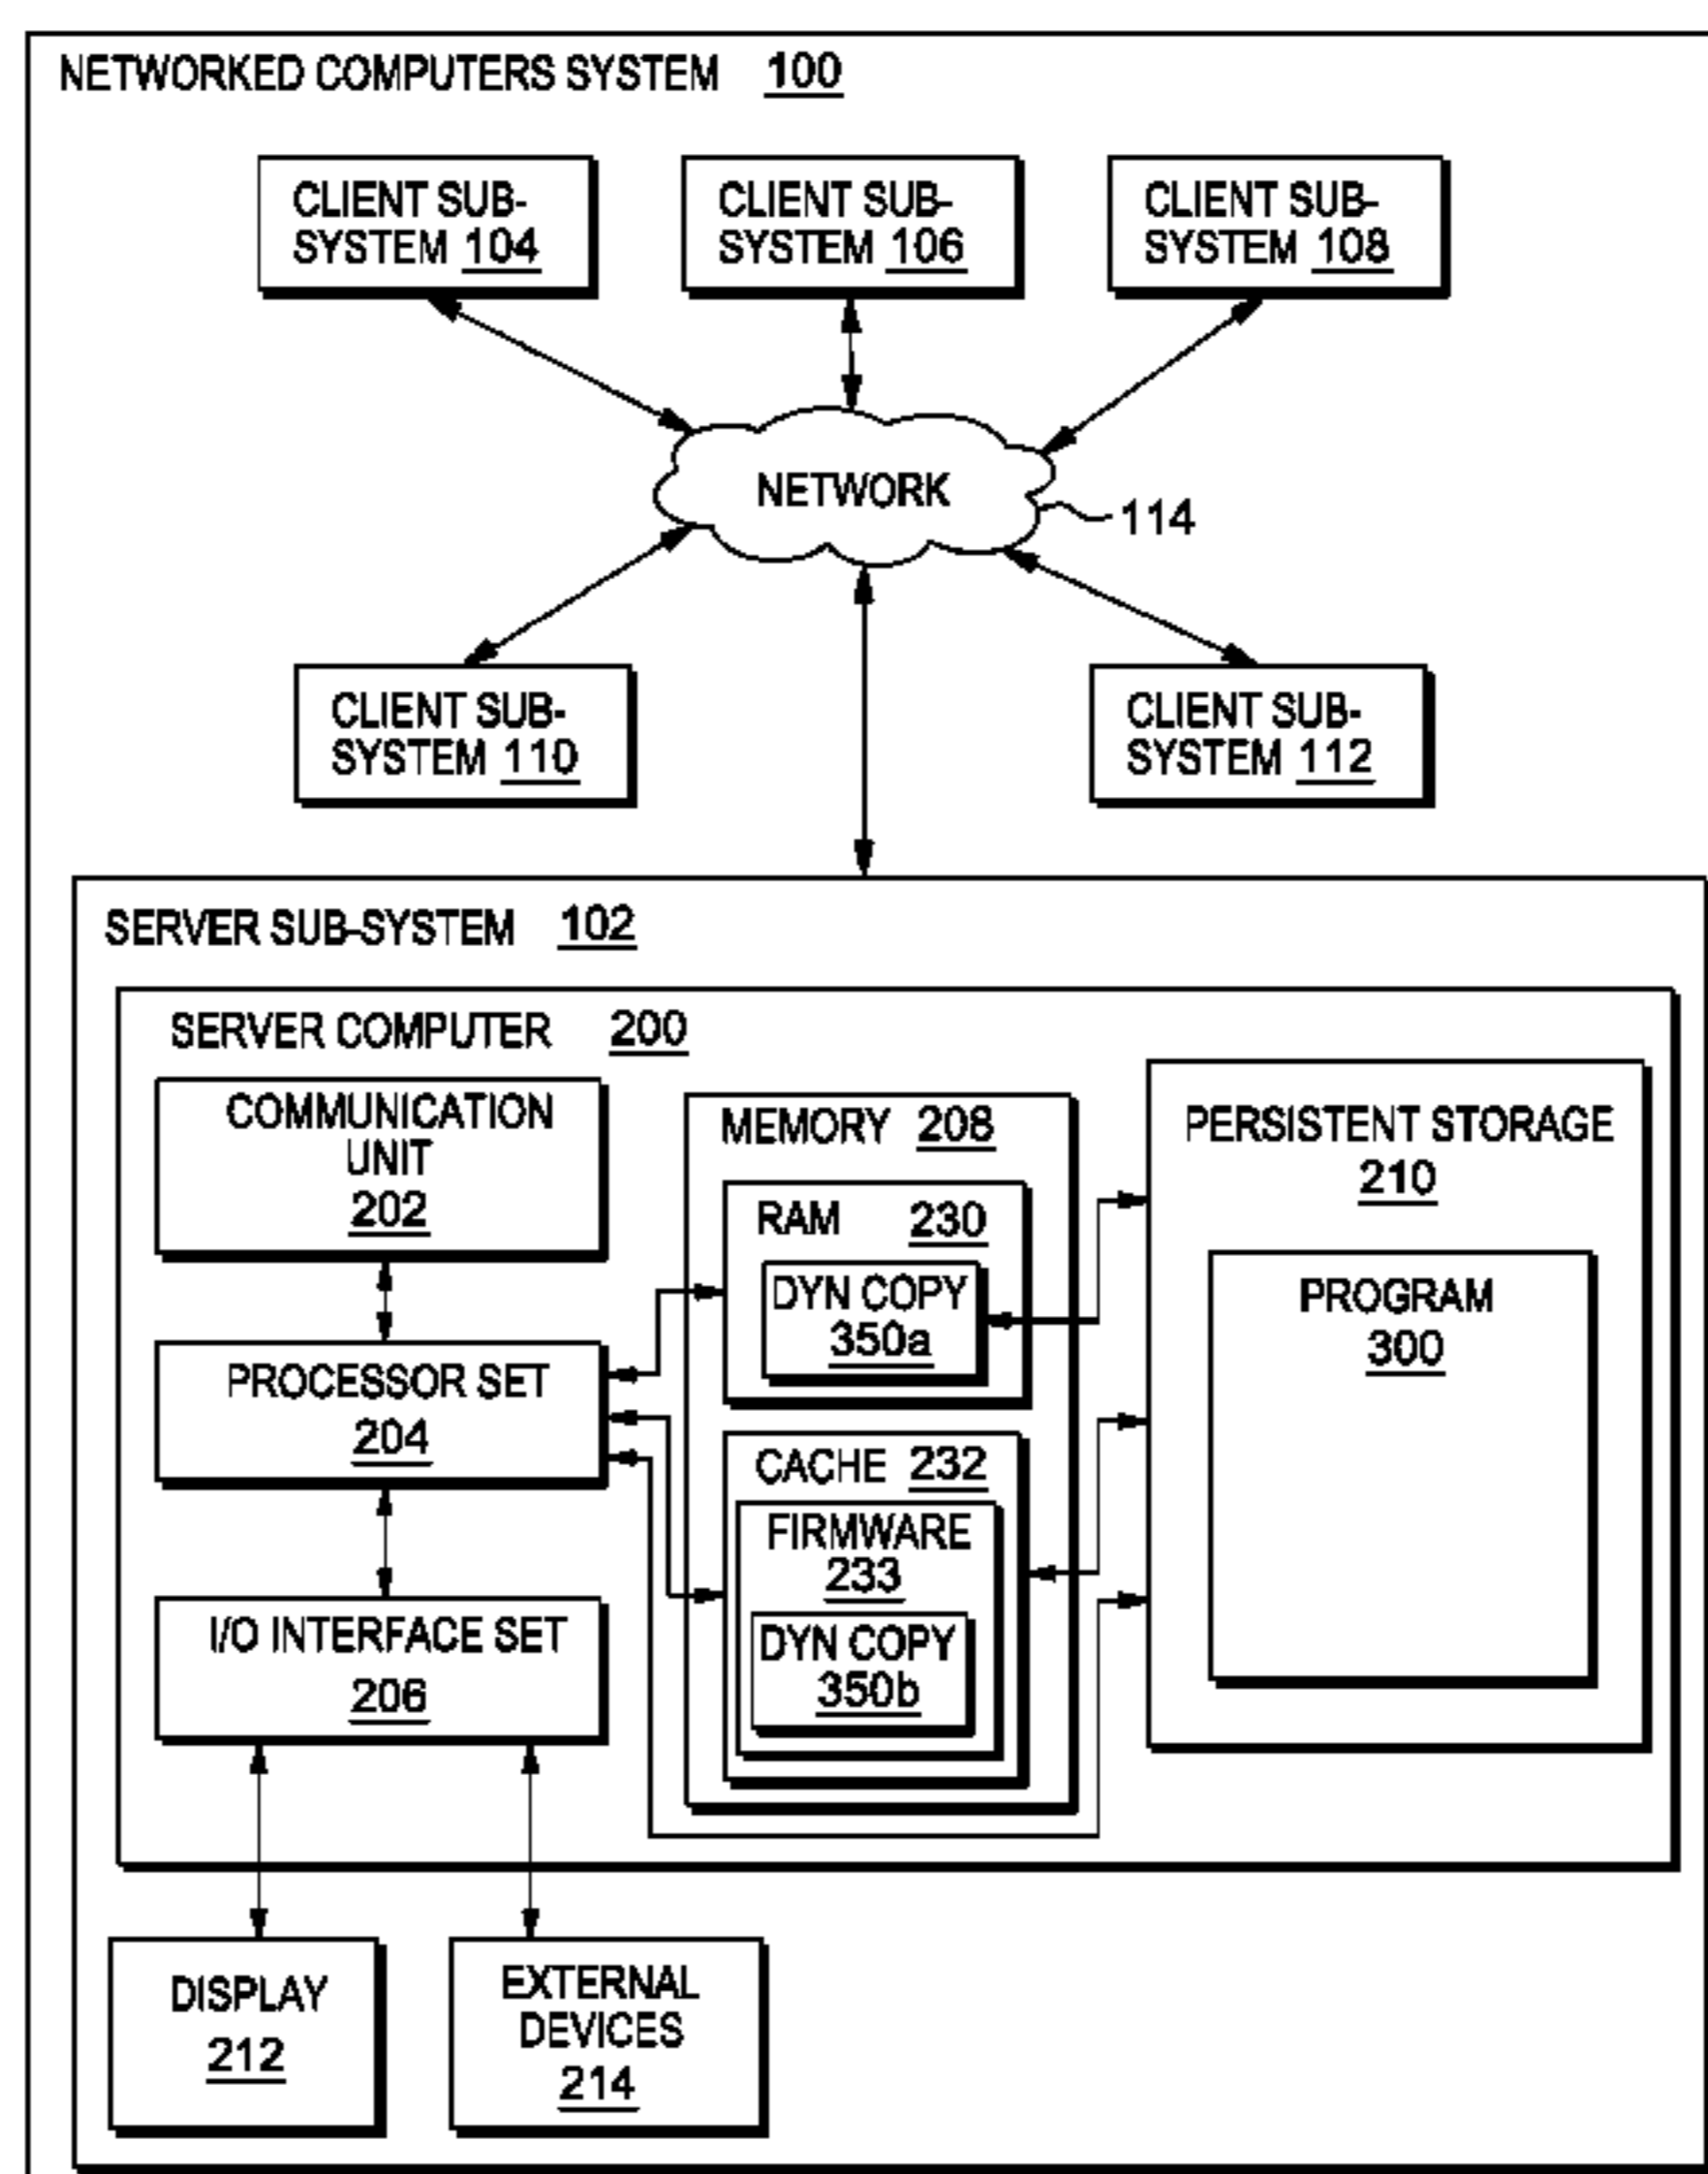 NETWORKED COMPUTERS SYSTEM 100
CLIENT SUB-
SYSTEM 104
CLIENT SUB-
SYSTEM 106
CLIENT SUB-
SYSTEM 108
NETWORK
114
CLIENT SUB-
SYSTEM 110
CLIENT SUB-
SYSTEM 112
SERVER SUB-SYSTEM 102
SERVER COMPUTER 200
COMMUNICATION
UNIT
202
PROCESSOR SET
204
I/O INTERFACE SET
206
MEMORY 208
RAM 230
DYN COPY
350a
CACHE 232
FIRMWARE
233
DYN COPY
350b
PERSISTENT STORAGE
210
PROGRAM
300
DISPLAY
212
EXTERNAL
DEVICES
214